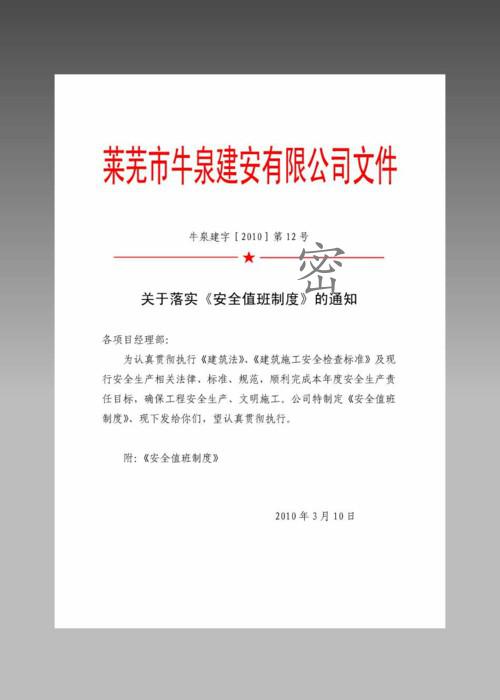 莱芜市牛泉建安有限公司文件
牛泉建字［2010］第12号
密
关于落实《安全值班制度》的通知
各项目经理部：
为认真贯彻执行《建筑法》、《建筑施工安全检查标准》及现
行安全生产相关法律、标准、规范，顺利完成本年度安全生产责
任目标，确保工程安全生产、文明施工。公司特制定《安全值班
制度》、现下发给你们，望认真贯彻执行。
附：《安全值班制度》
2010年3月10日